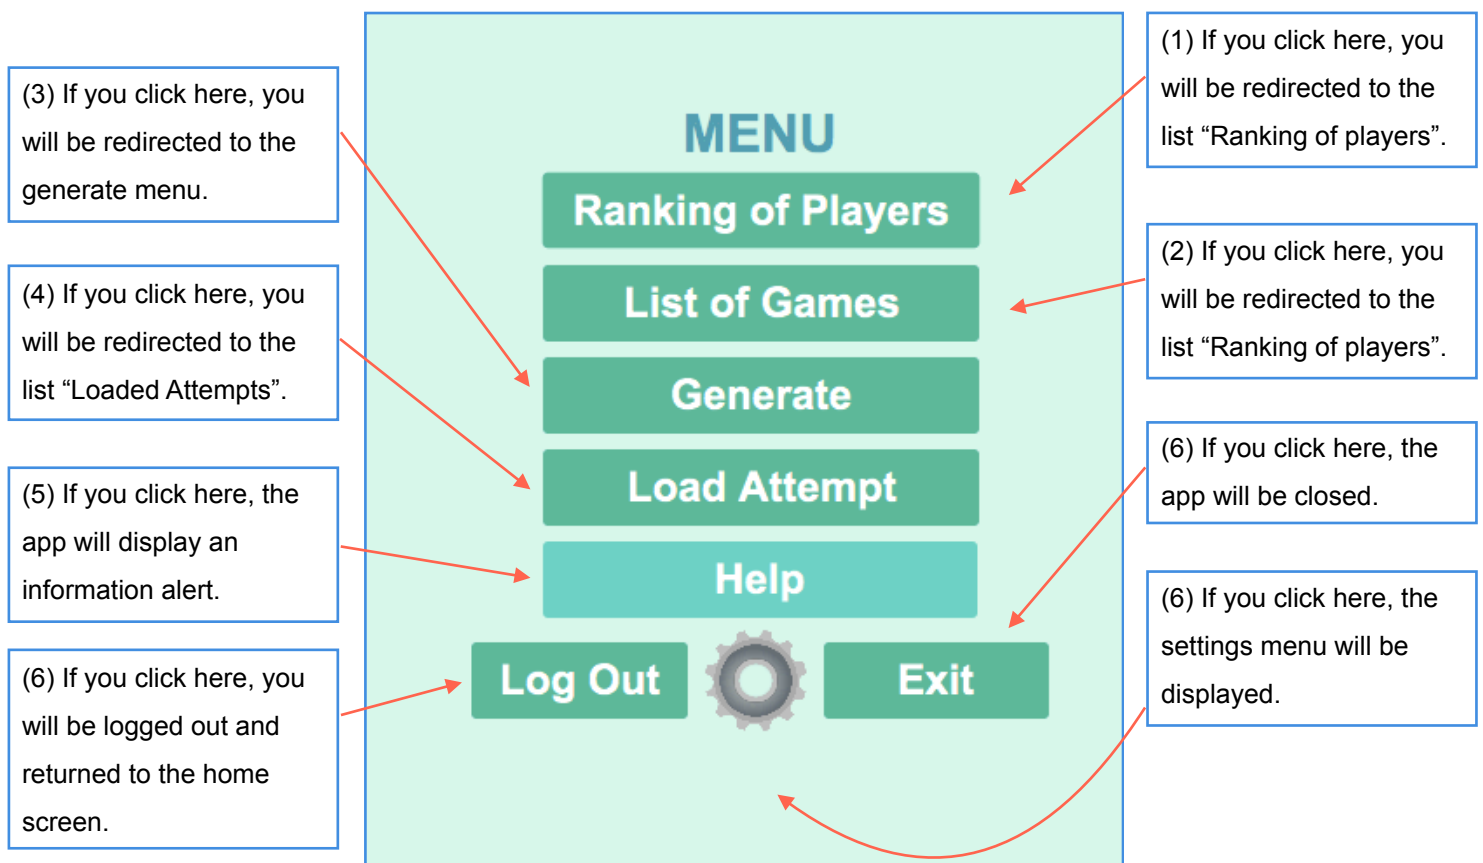 (3) If you click here, you
will be redirected to the
generate menu.
(4) If you click here, you
will be redirected to the
list “Loaded Attempts”.
(5) If you click here, the
app will display an
information alert.
(6) If you click here, you
will be logged out and
returned to the home
screen.
MENU
Ranking of Players
List of Games
Generate
Load Attempt
Help
Log Out
Exit
(1) If you click here, you
will be redirected to the
list “Ranking of players”.
(2) If you click here, you
will be redirected to the
list “Ranking of players”.
(6) If you click here, the
app will be closed.
(6) If you click here, the
settings menu will be
displayed.